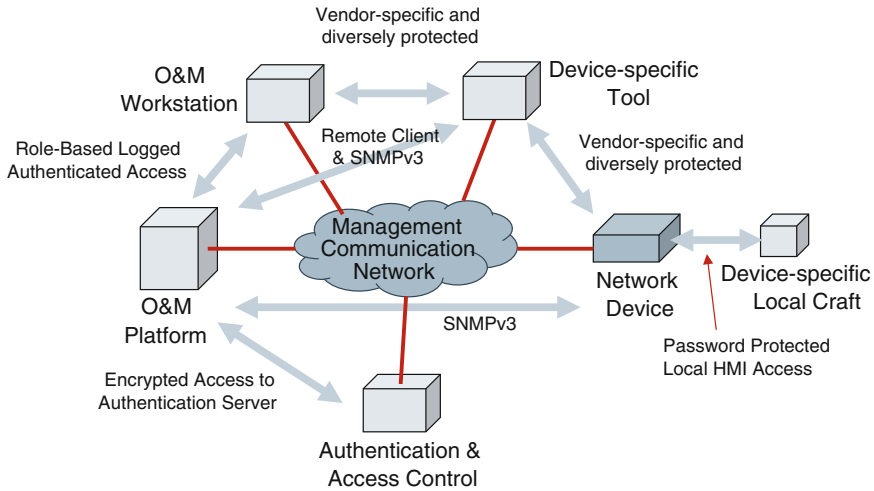 Vendor-specific and
diversely protected
O&M
Workstation
Device-specific
Tool
Role-Based Logged
Authenticated Access
Remote Client
& SNMPv3
Vendor-specific and
diversely protected
Management
Communication
Network
O&M
Platform
Network
Device
Device-specific
Local Craft
SNMPv3
Password Protected
Local HMI Access
Encrypted Access to
Authentication Server
Authentication &
Access Control